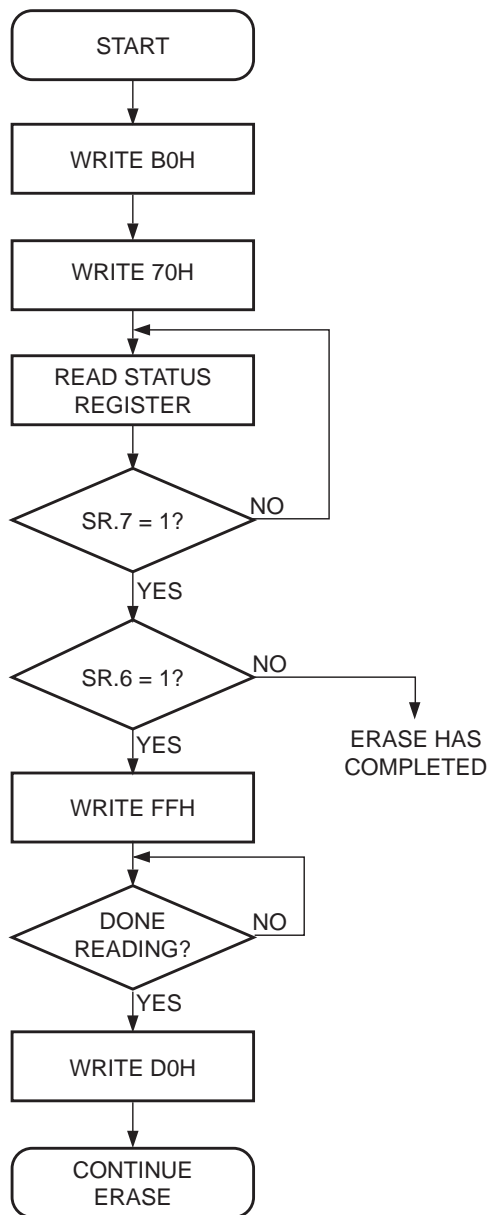 START
WRITE B0H
WRITE 70H
READ STATUS
REGISTER
SR.7 = 1?
NO
YES
SR.6 = 1?
NO
YES
ERASE HAS
COMPLETED
WRITE FFH
DONE
READING?
NO
YES
WRITE D0H
CONTINUE
ERASE